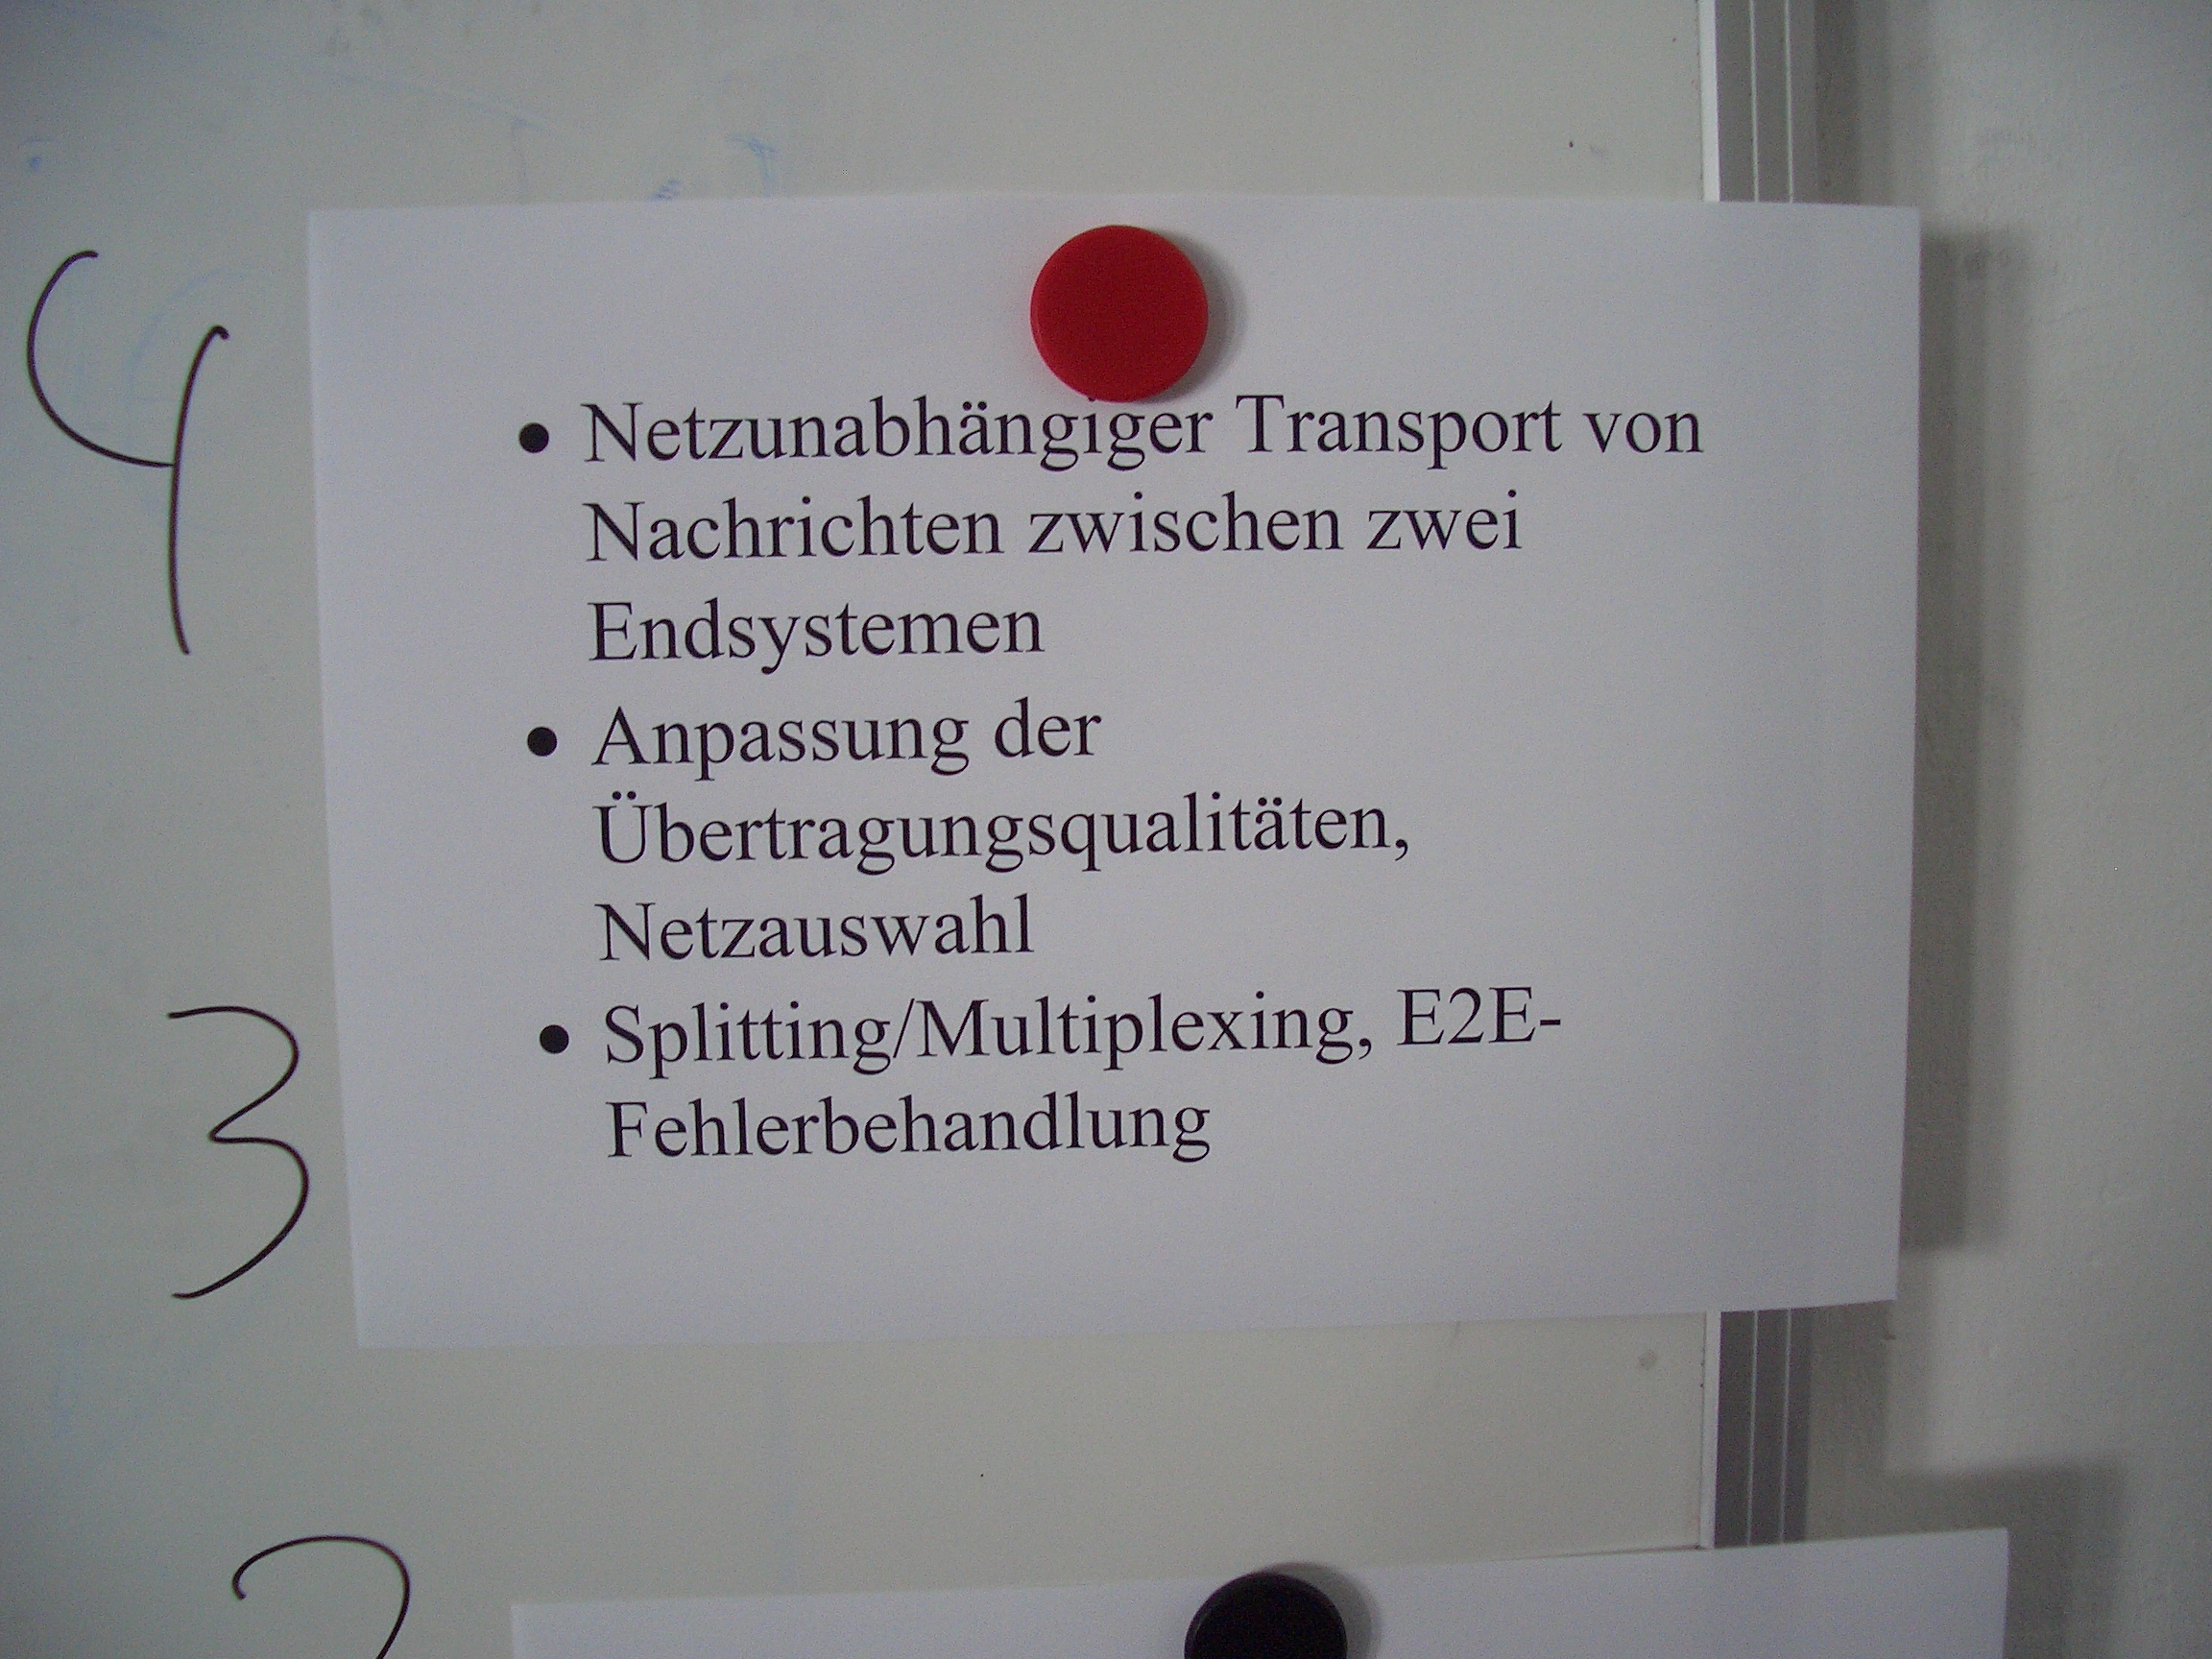 4
• Netzunabhängiger Transport von
Nachrichten zwischen zwei
Endsystemen
• Anpassung der
Übertragungsqualitäten,
Netzauswahl
• Splitting/Multiplexing, E2E-
Fehlerbehandlung
3
2